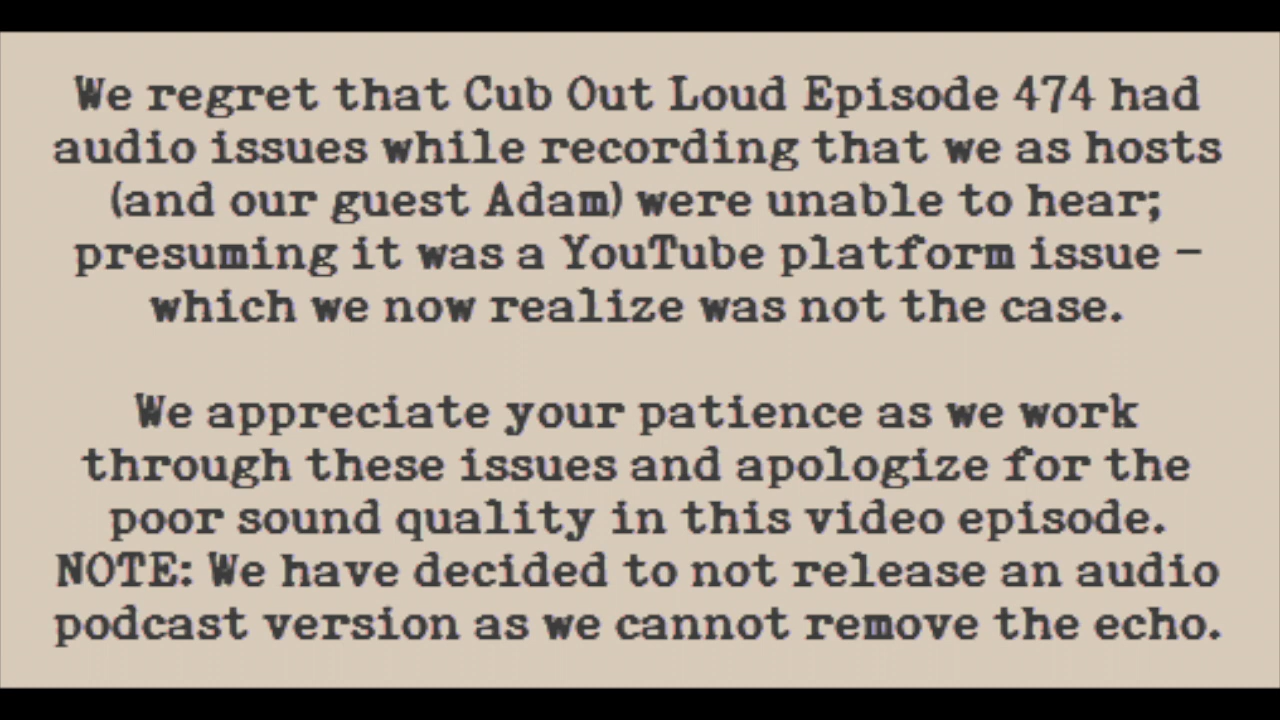 We regret that Cub Out Loud Episode 474 had
audio issues while recording that we as hosts
(and our guest Adam) were unable to hear;
presuming it was a YouTube platform issue –
which we now realize was not the case.
We appreciate your patience as we work
through these issues and apologize for the
poor sound quality in this video episode.
NOTE: We have decided to not release an audio
podcast version as we cannot remove the echo.